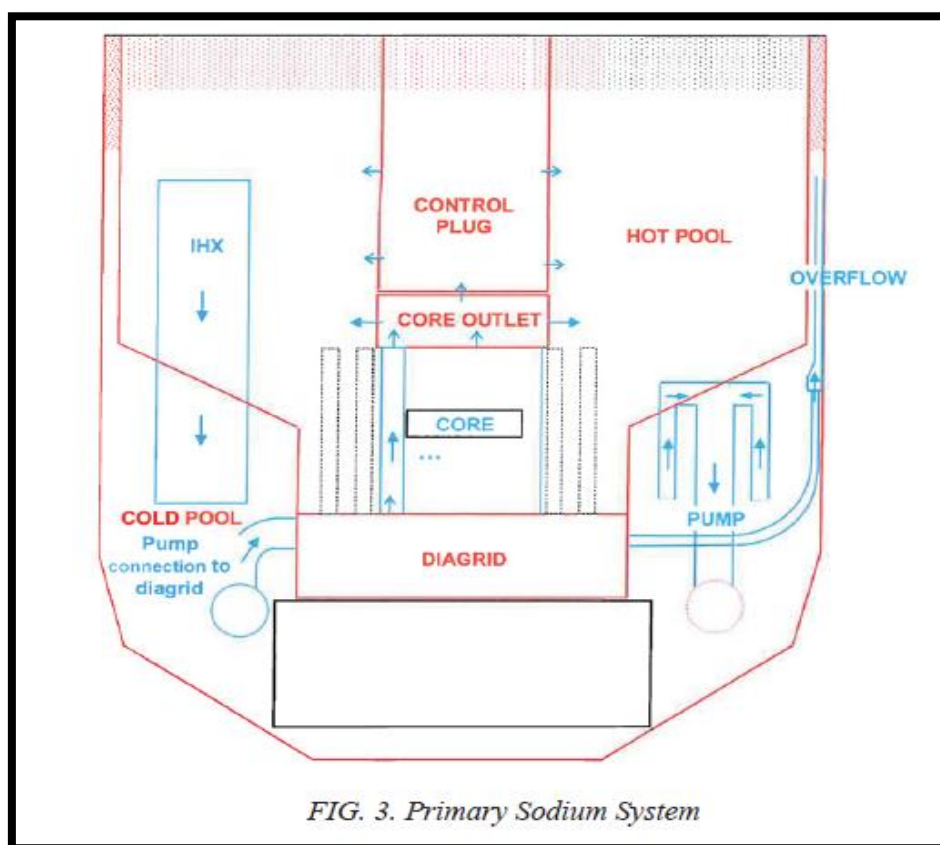 CONTROL
PLUG
IHX
HOT POOL
OVERFLOW
CORE OUTLET
CORE
...
COLD POOL
Pump
connection to
diagrid
PUMP
DIAGRID
FIG. 3. Primary Sodium System